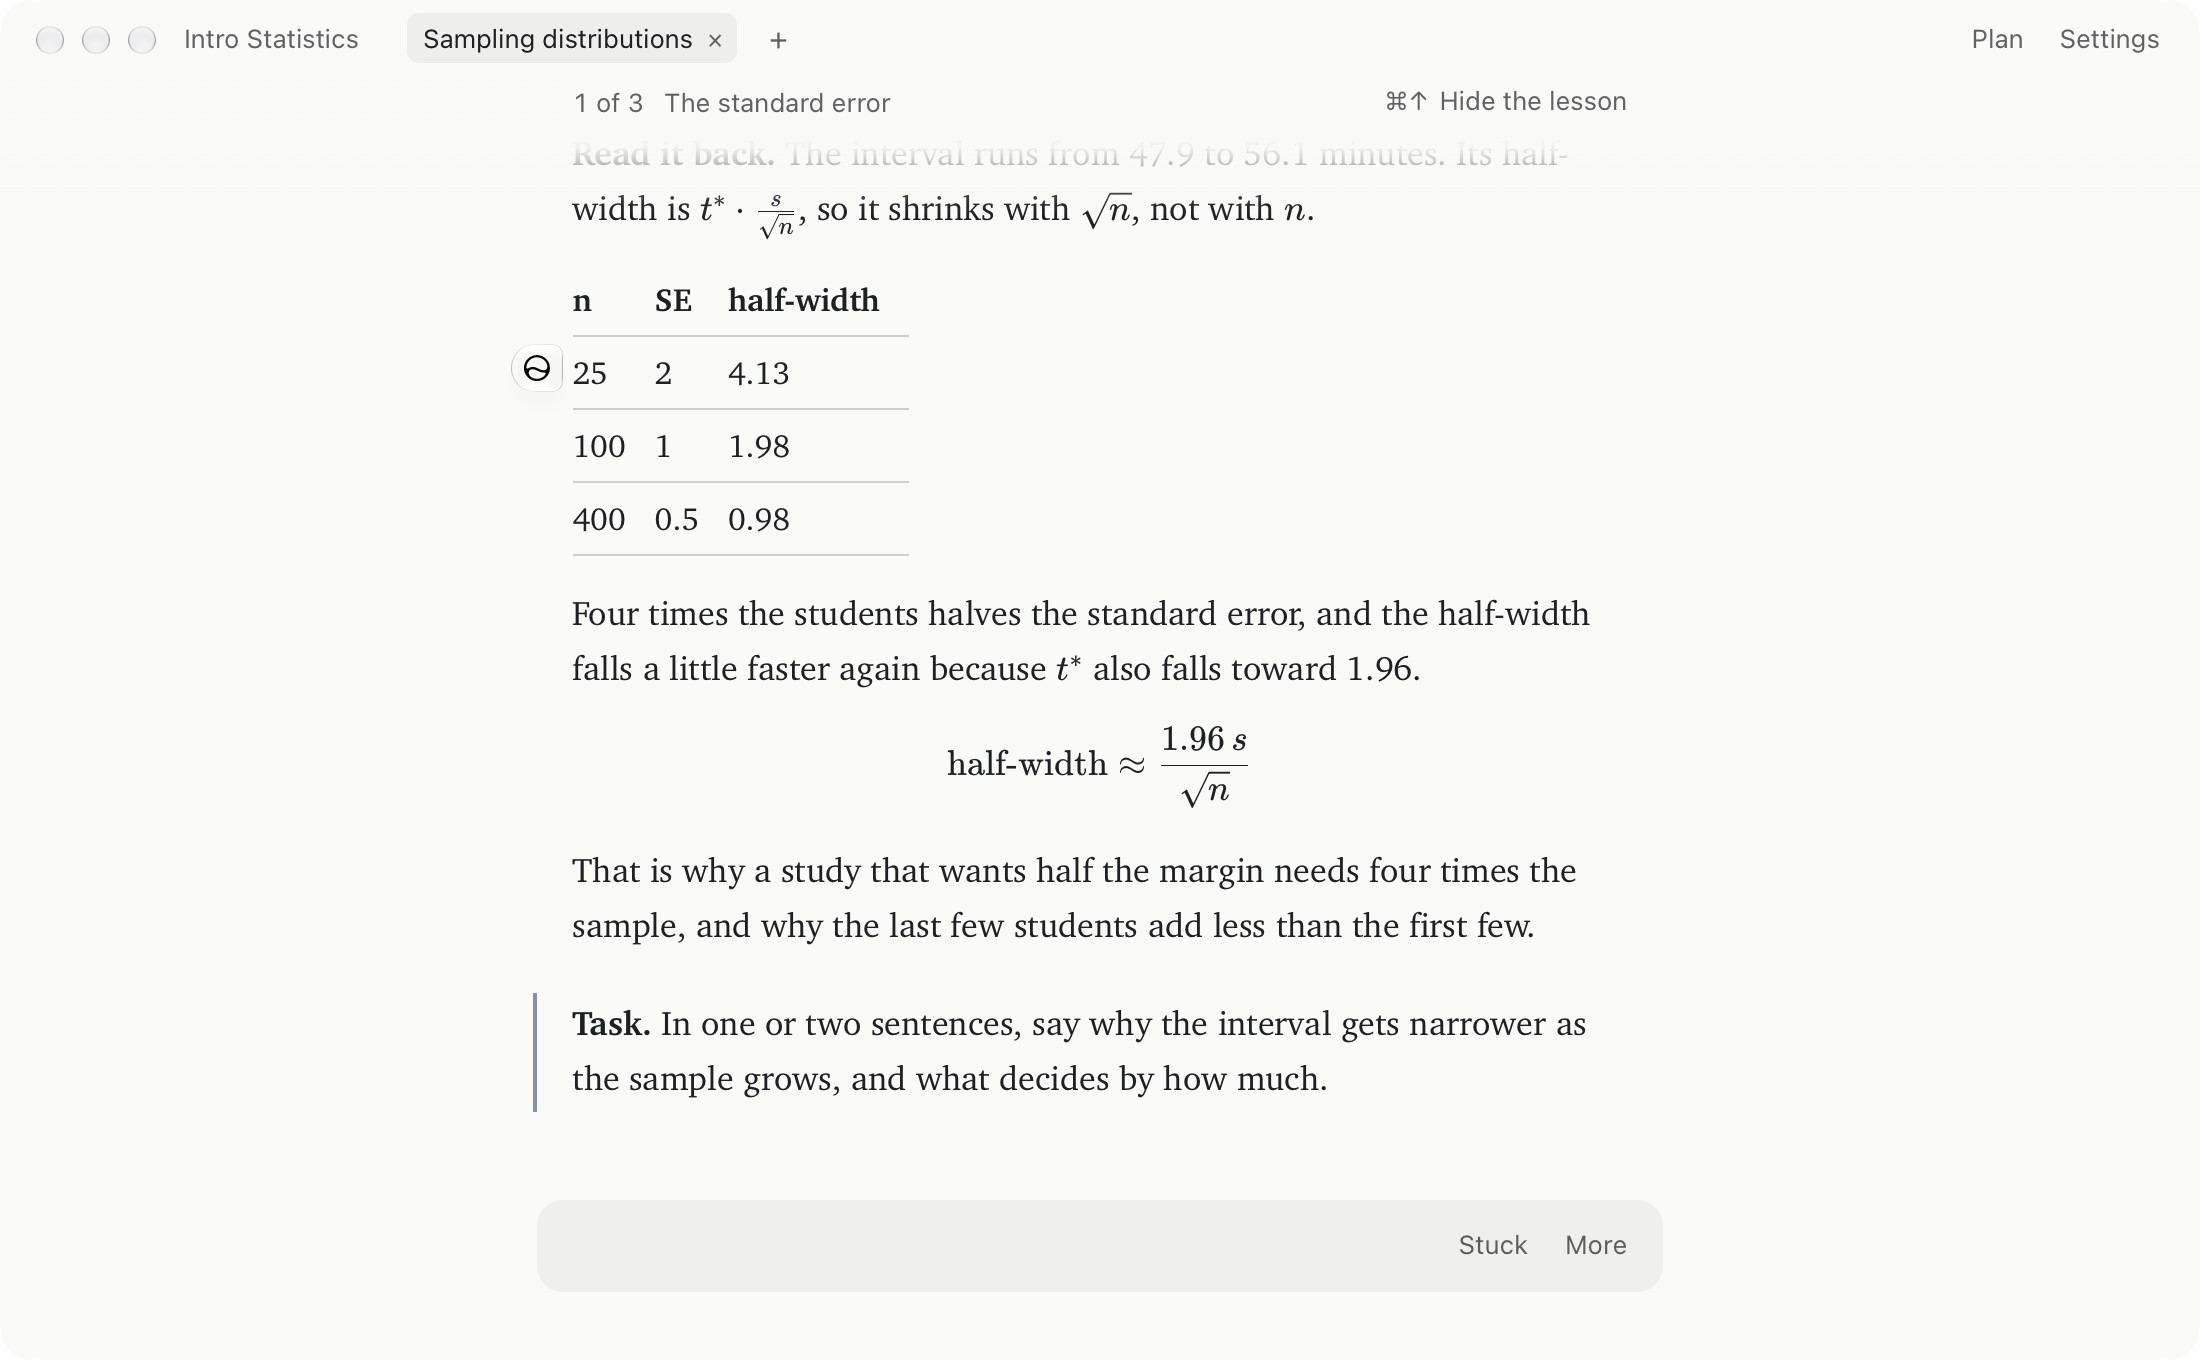 Intro Statistics
Sampling distributions ×
+
Plan
Settings
1 of 3 The standard error
⌘↑ Hide the lesson
Read it back. The interval runs from 47.9 to 56.1 minutes. Its half-
width is t* · s/√n, so it shrinks with √n, not with n.
n SE half-width
25 2 4.13
100 1 1.98
400 0.5 0.98
Four times the students halves the standard error, and the half-width
falls a little faster again because t* also falls toward 1.96.
half-width ≈ 1.96 s/√n
That is why a study that wants half the margin needs four times the
sample, and why the last few students add less than the first few.
Task. In one or two sentences, say why the interval gets narrower as
the sample grows, and what decides by how much.
Stuck More